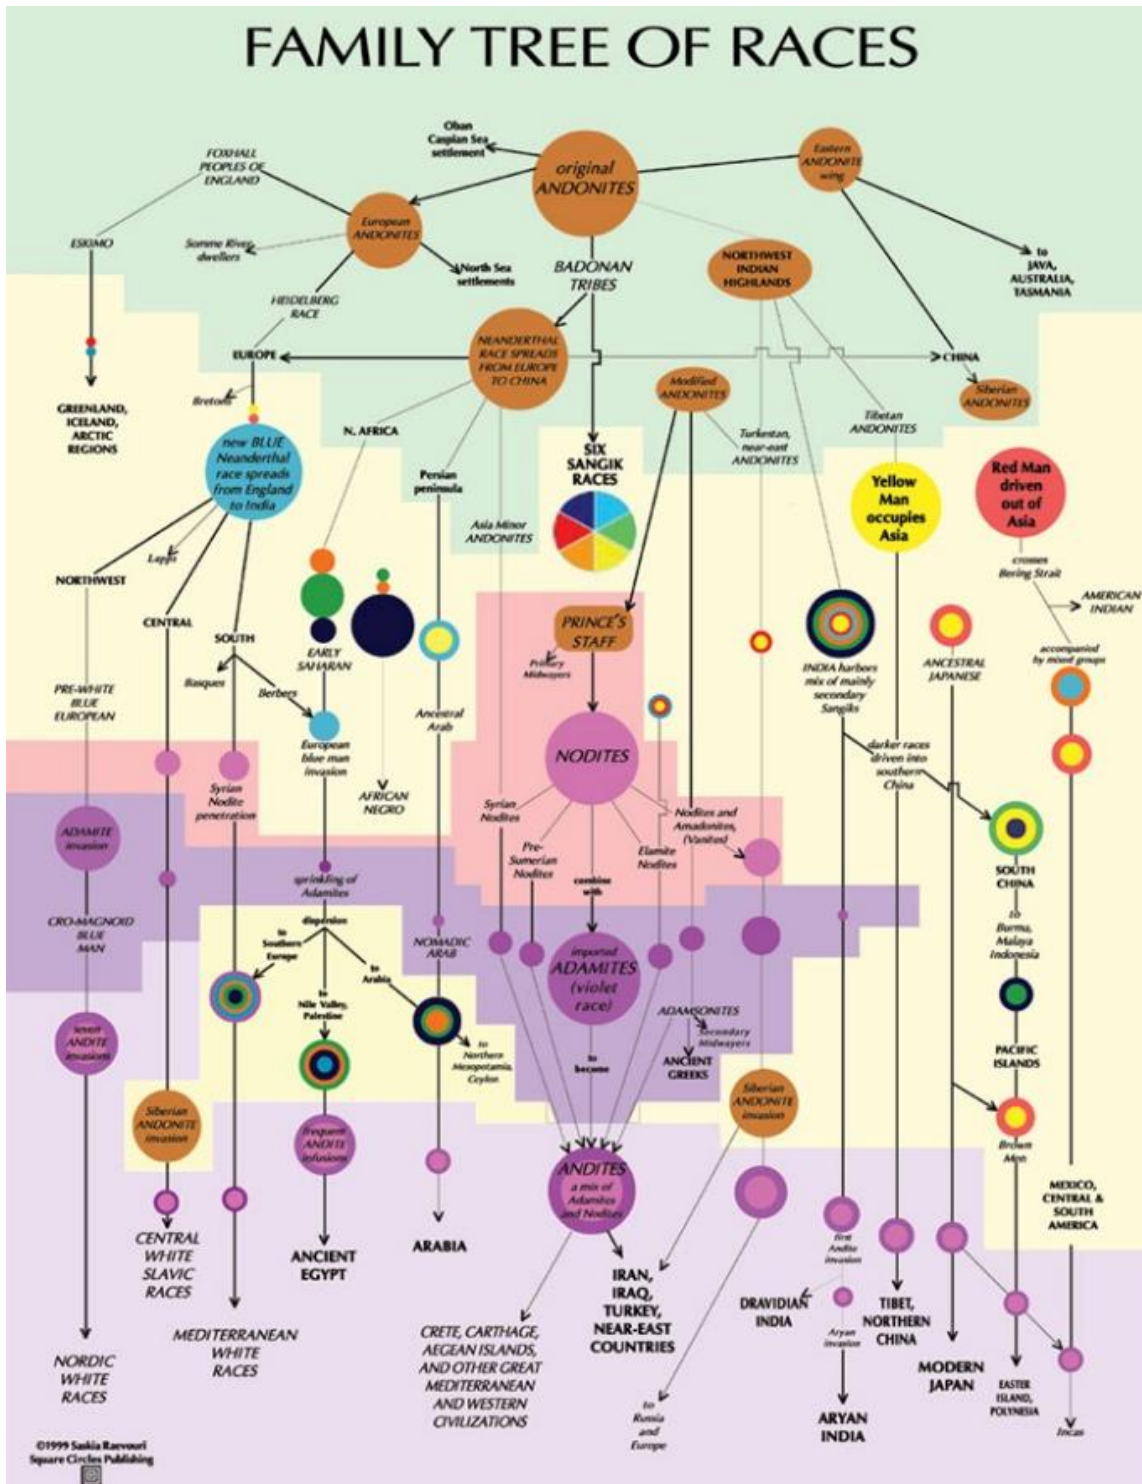 FAMILY TREE OF RACES
Oban
Caspian Sea
settlement
original
ANDONITES
Eastern
ANDONITE
wing
FOXHALL
PEOPLES OF
ENGLAND
European
ANDONITES
ESKIMO
Somme River
dwellers
North Sea
settlements
BADONAN
TRIBES
NORTHWEST
INDIAN
HIGHLANDS
to
JAVA,
AUSTRALIA,
TASMANIA
HEIDELBERG
RACE
EUROPE
NEANDERTHAL
RACE SPREADS
FROM EUROPE
TO CHINA
CHINA
Modified
ANDONITES
Siberian
ANDONITES
Bretons
GREENLAND,
ICELAND,
ARCTIC
REGIONS
N. AFRICA
Tibetan
ANDONITES
Turkestan,
near-east
ANDONITES
new BLUE
Neanderthal
race spreads
from England
to India
Persian
peninsula
SIX
SANGIK
RACES
Yellow
Man
occupies
Asia
Red Man
driven
out of
Asia
Asia Minor
ANDONITES
Lapps
NORTHWEST
crosses
Bering Strait
AMERICAN
INDIAN
CENTRAL
SOUTH
EARLY
SAHARAN
PRINCE'S
STAFF
Primary
Midwayers
INDIA harbors
mix of mainly
secondary
Sangiks
ANCESTRAL
JAPANESE
accompanied
by mixed groups
Basques
Berbers
PRE-WHITE
BLUE
EUROPEAN
Ancestral
Arab
European
blue man
invasion
NODITES
darker races
driven into
southern
China
Syrian
Nodite
penetration
AFRICAN
NEGRO
Syrian
Nodites
Nodites and
Amadonites,
(Vanites)
ADAMITE
invasion
Pre-
Sumerian
Nodites
Elamite
Nodites
combine
with
SOUTH
CHINA
sprinkling of
Adamites
CRO-MAGNOID
BLUE
MAN
dispersion
to
Southern
Europe
to
Arabia
to
Nile Valley,
Palestine
NOMADIC
ARAB
imported
ADAMITES
(violet
race)
to
Burma,
Malaya
Indonesia
ADAMSONITES
Secondary
Midwayers
seven
ANDITE
invasions
to
Northern
Mesopotamia,
Ceylon
to
become
ANCIENT
GREEKS
PACIFIC
ISLANDS
Siberian
ANDONITE
invasion
Siberian
ANDONITE
invasion
frequent
ANDITE
infusions
Brown
Men
ANDITES
a mix of
Adamites
and Nodites
MEXICO,
CENTRAL &
SOUTH
AMERICA
CENTRAL
WHITE
SLAVIC
RACES
ANCIENT
EGYPT
ARABIA
first
Andite
invasion
IRAN,
IRAQ,
TURKEY,
NEAR-EAST
COUNTRIES
DRAVIDIAN
INDIA
TIBET,
NORTHERN
CHINA
Aryan
invasion
MEDITERRANEAN
WHITE
RACES
CRETE, CARTHAGE,
AEGEAN ISLANDS,
AND OTHER GREAT
MEDITERRANEAN
AND WESTERN
CIVILIZATIONS
NORDIC
WHITE
RACES
MODERN
JAPAN
EASTER
ISLAND,
POLYNESIA
to
Russia
and
Europe
ARYAN
INDIA
Incas
©1999 Saskia Raevouri
Square Circles Publishing